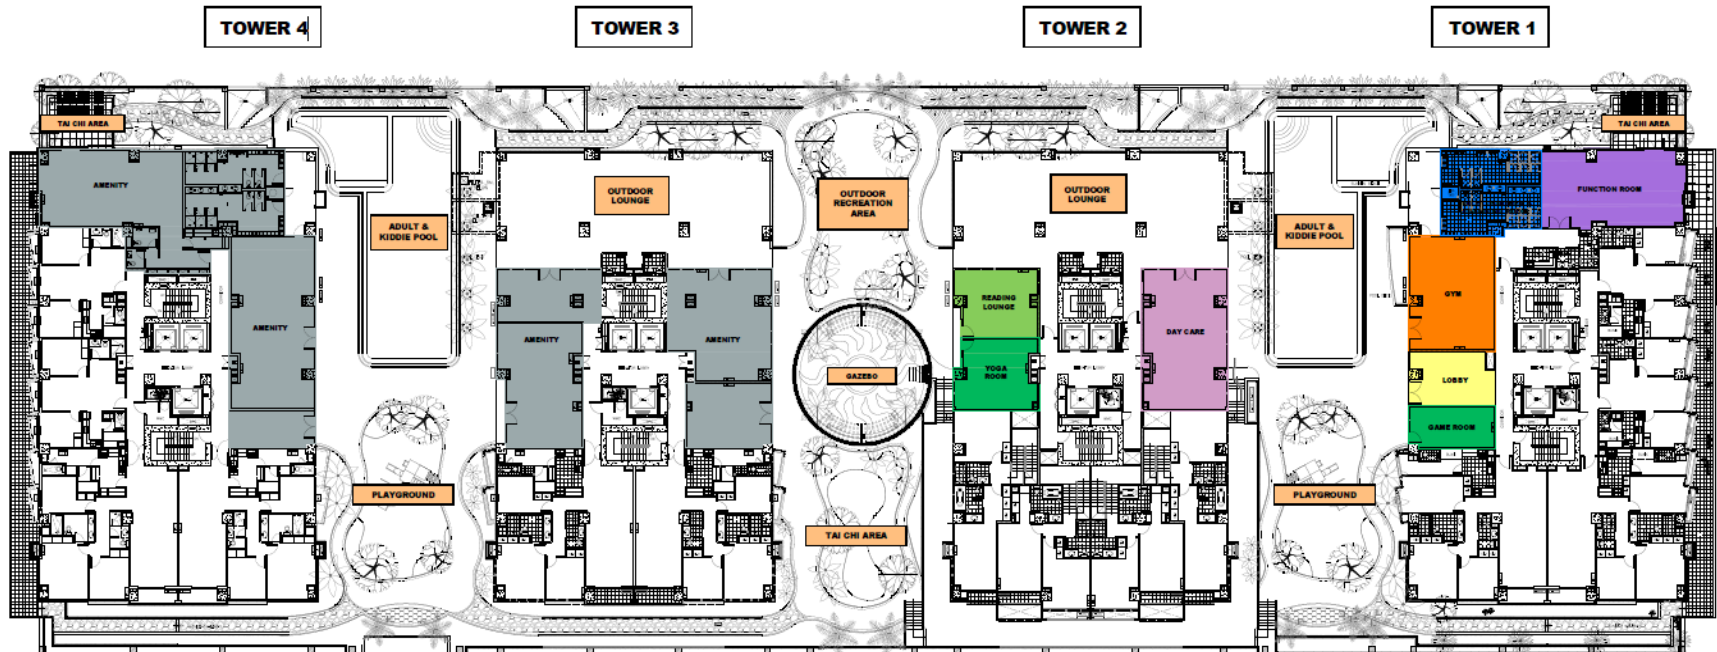 TOWER 4
TOWER 3
TOWER 2
TOWER 1
TAI CHI AREA
TAI CHI AREA
AMENITY
OUTDOOR
LOUNGE
OUTDOOR
RECREATION
AREA
OUTDOOR
LOUNGE
FUNCTION ROOM
ADULT &
KIDDIE POOL
ADULT &
KIDDIE POOL
READING
LOUNGE
GYM
AMENITY
AMENITY
AMENITY
DAY CARE
YOGA
ROOM
GAZEBO
LOBBY
GAME ROOM
PLAYGROUND
PLAYGROUND
TAI CHI AREA